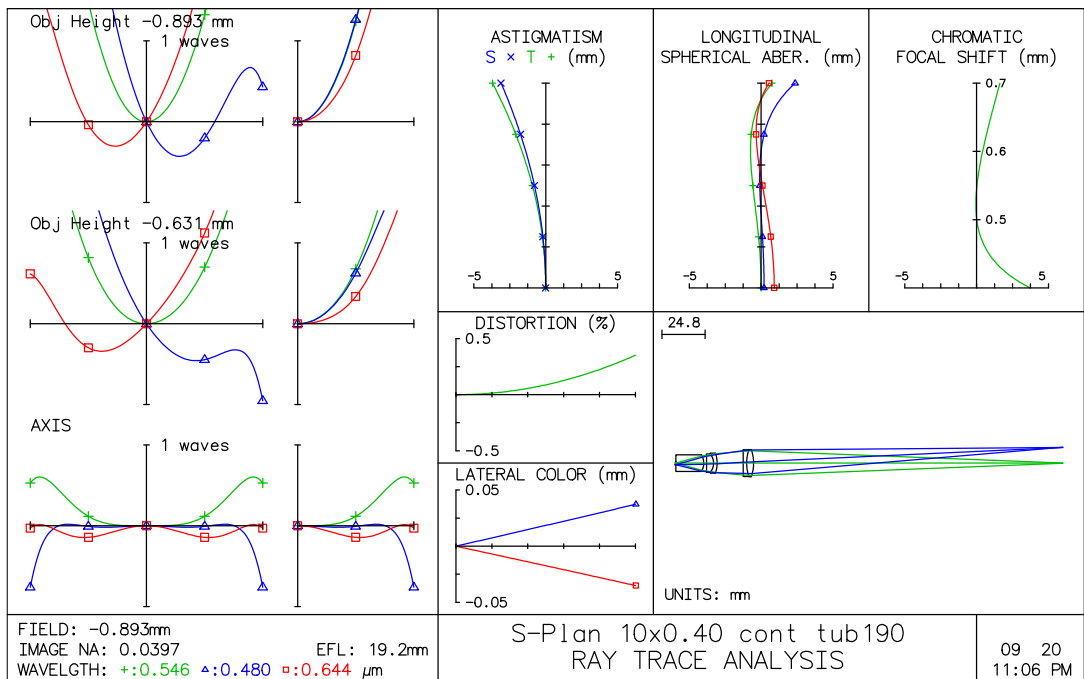 Obj Height -0.893 mm
1 waves
Obj Height -0.631 mm
1 waves
AXIS
1 waves
ASTIGMATISM
S × T + (mm)
-5 5
LONGITUDINAL
SPHERICAL ABER. (mm)
-5 5
CHROMATIC
FOCAL SHIFT (mm)
0.7
0.6
0.5
-5 5
DISTORTION (%)
0.5
-0.5
LATERAL COLOR (mm)
0.05
-0.05
24.8
UNITS: mm
FIELD: -0.893mm
IMAGE NA: 0.0397 EFL: 19.2mm
WAVELGTH: +:0.546 △:0.480 □:0.644 μm
S-Plan 10x0.40 cont tub190
RAY TRACE ANALYSIS
09 20
11:06 PM